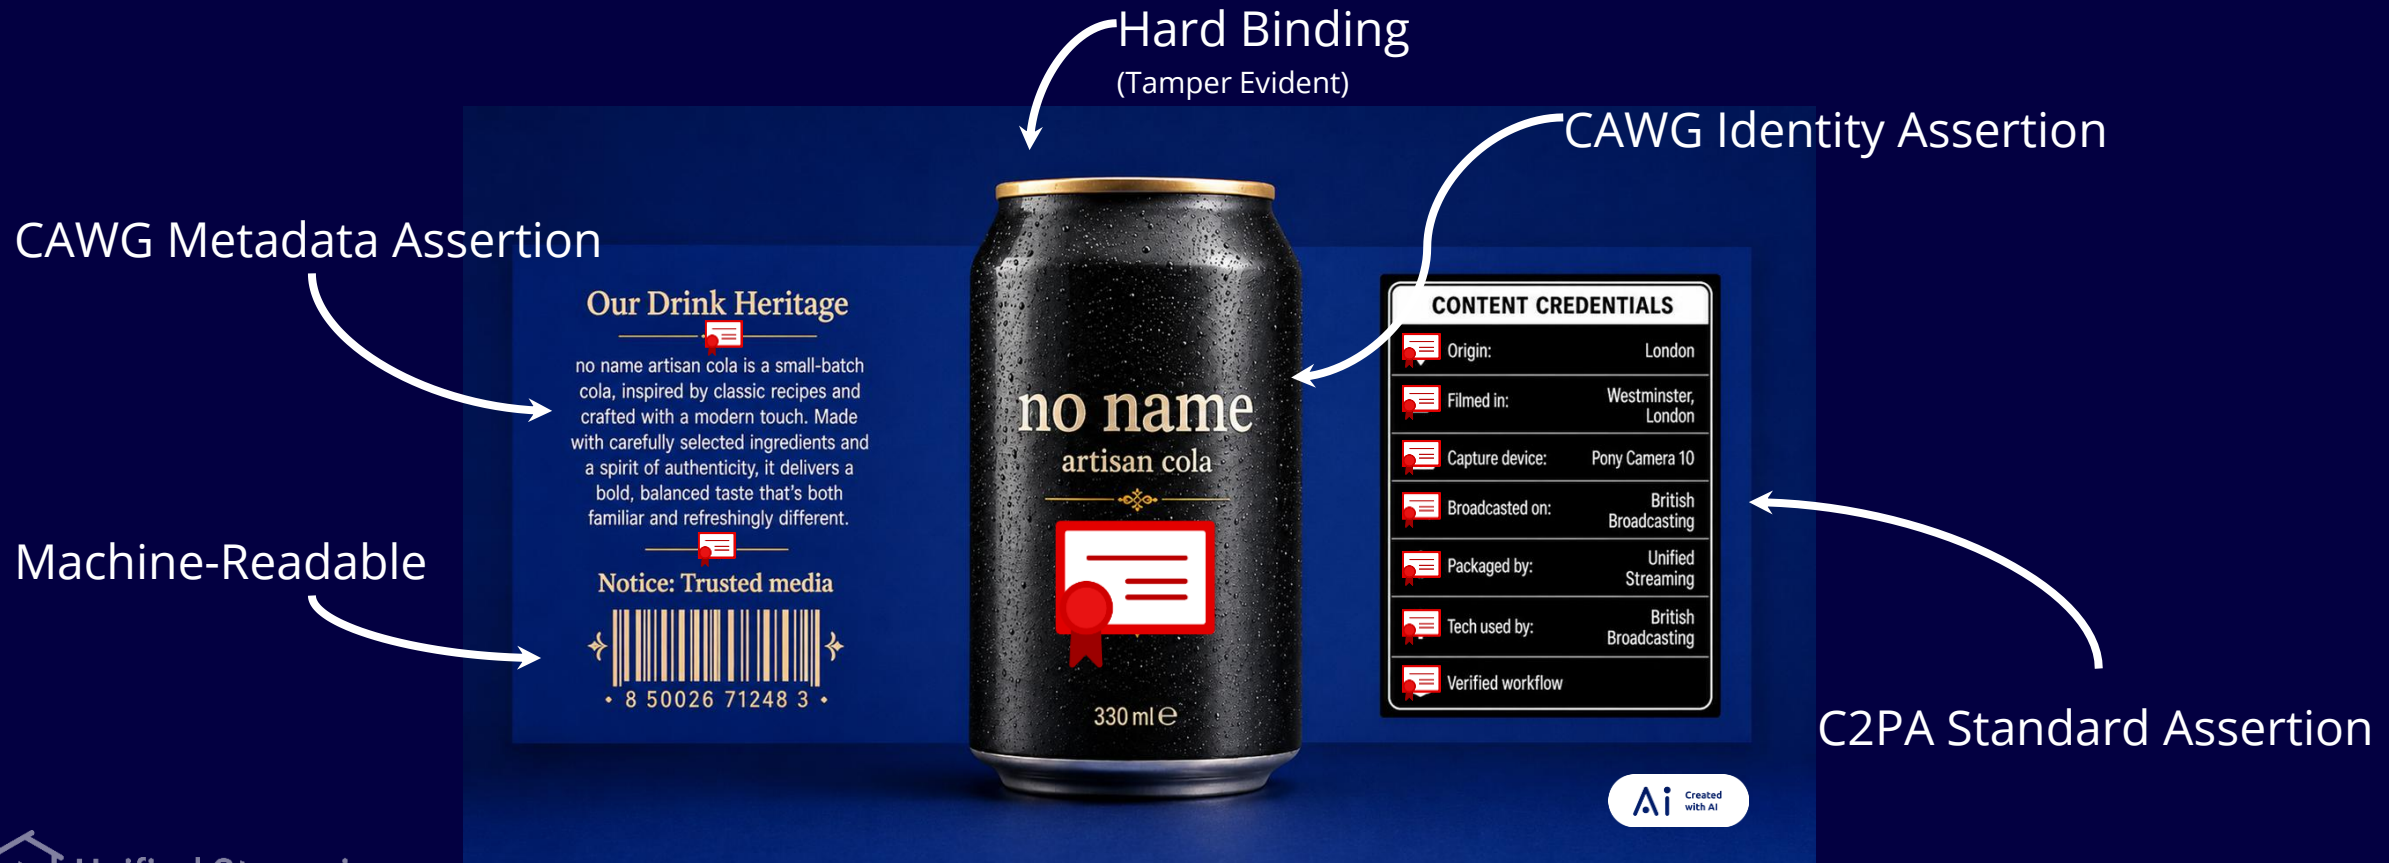 Hard Binding
(Tamper Evident)
CAWG Identity Assertion
CAWG Metadata Assertion
Our Drink Heritage
no name artisan cola is a small-batch
cola, inspired by classic recipes and
crafted with a modern touch. Made
with carefully selected ingredients and
a spirit of authenticity, it delivers a
bold, balanced taste that's both
familiar and refreshingly different.
Machine-Readable
Notice: Trusted media
8 50026 71248 3
no name
artisan cola
330 ml ℮
CONTENT CREDENTIALS
Origin: London
Filmed in: Westminster,
London
Capture device: Pony Camera 10
Broadcasted on: British
Broadcasting
Packaged by: Unified
Streaming
Tech used by: British
Broadcasting
Verified workflow
C2PA Standard Assertion
Ai Created
with AI